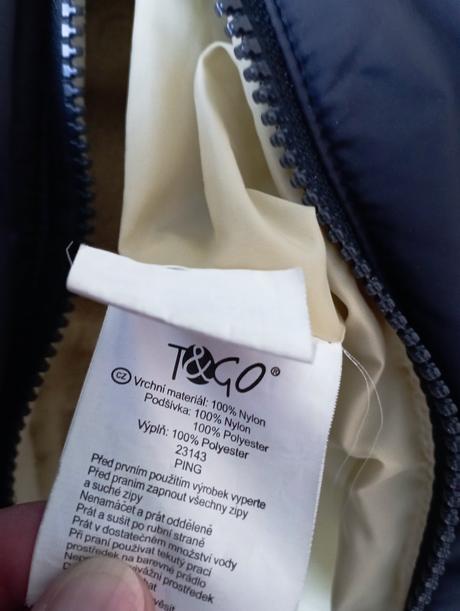 T&GO ®
CZ Vrchní materiál: 100% Nylon
Podšívka: 100% Nylon
100% Polyester
Výplň: 100% Polyester
23143
PING
Před prvním použitím výrobek vyperte
Před praním zapnout všechny zipy
a suché zipy
Nenamáčet a prát odděleně
Prát a sušit po rubní straně
Prát v dostatečném množství vody
Při praní používat tekutý prací
prostředek na barevné prádlo
prostředek